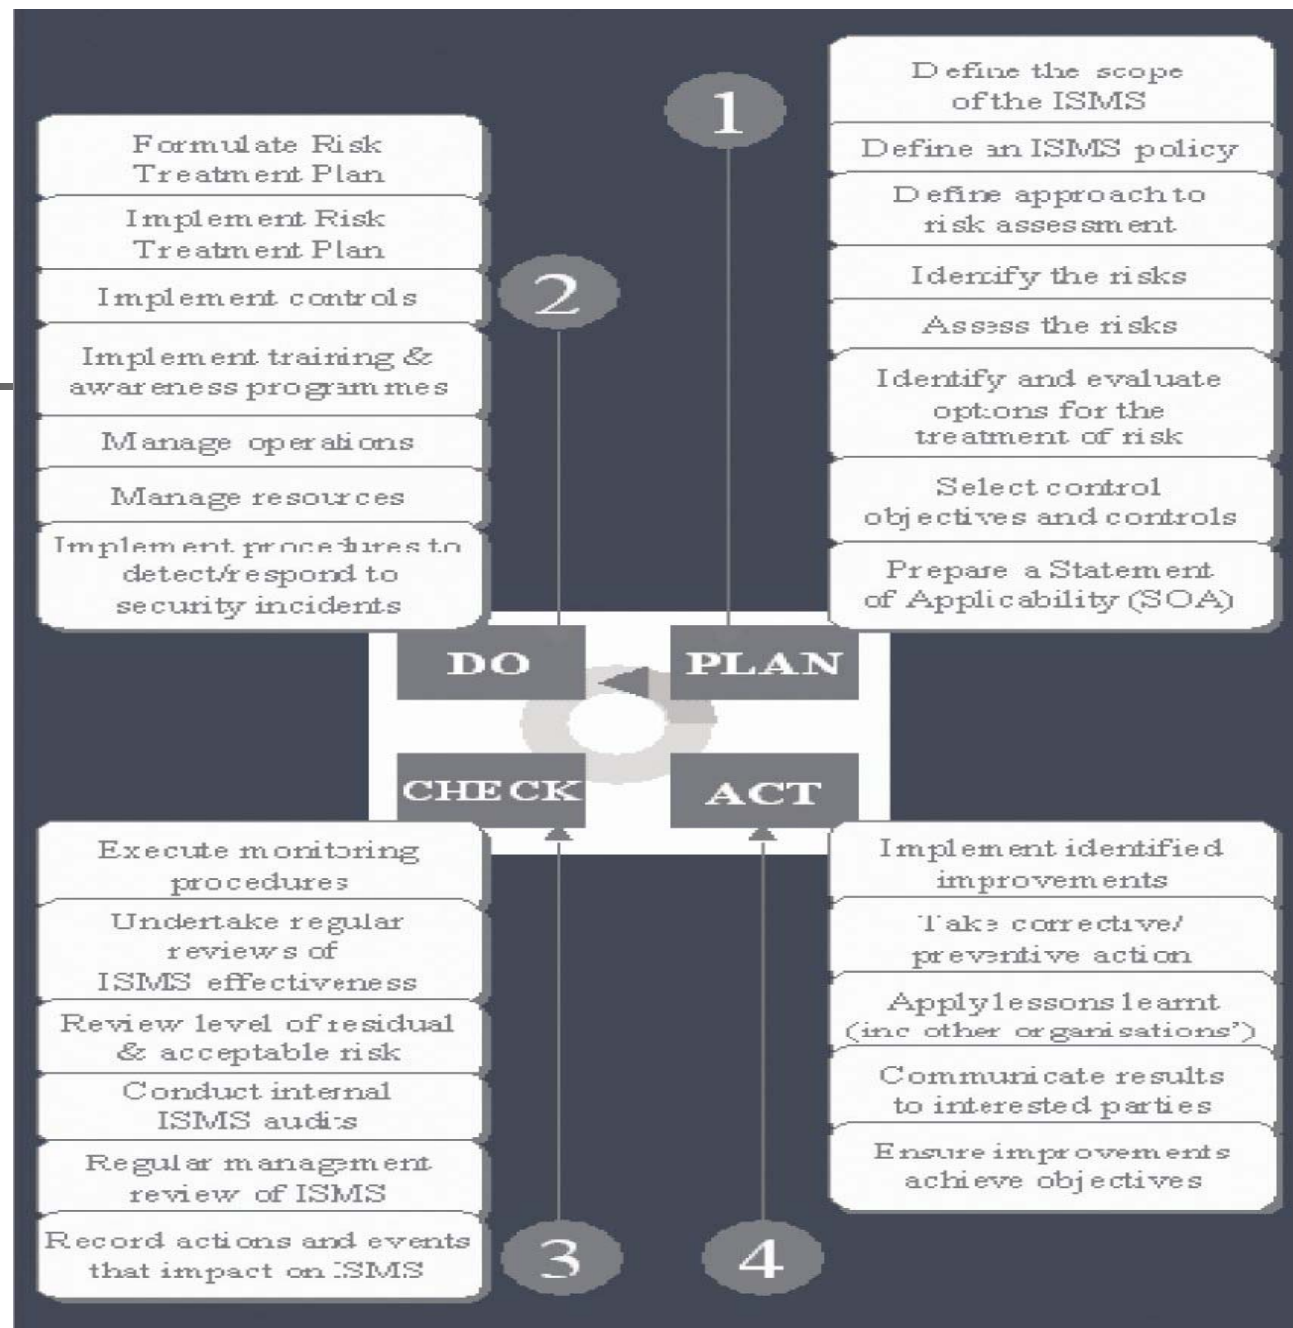 1
Define the scope
of the ISMS
Define an ISMS policy
Define approach to
risk assessment
Identify the risks
Assess the risks
Identify and evaluate
options for the
treatment of risk
Select control
objectives and controls
Prepare a Statement
of Applicability (SOA)
Formulate Risk
Treatment Plan
Implement Risk
Treatment Plan
Implement controls
2
Implement training &
awareness programmes
Manage operations
Manage resources
Implement procedures to
detect/respond to
security incidents
DO
PLAN
CHECK
ACT
Execute monitoring
procedures
Undertake regular
reviews of
ISMS effectiveness
Review level of residual
& acceptable risk
Conduct internal
ISMS audits
Regular management
review of ISMS
Record actions and events
that impact on ISMS
3
4
Implement identified
improvements
Take corrective/
preventive action
Apply lessons learnt
(inc other organisations')
Communicate results
to interested parties
Ensure improvements
achieve objectives